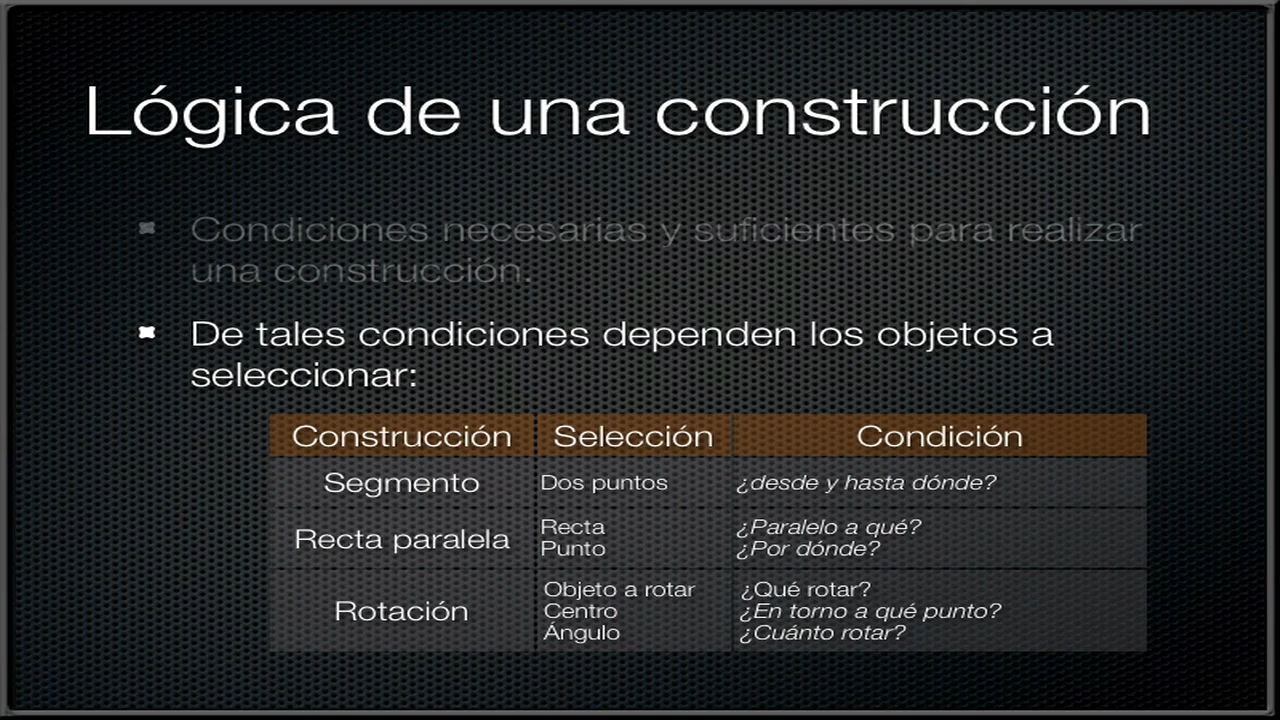 Lógica de una construcción
Condiciones necesarias y suficientes para realizar
una construcción.
De tales condiciones dependen los objetos a
seleccionar:
Construcción Selección Condición
Segmento Dos puntos ¿desde y hasta dónde?
Recta paralela
Recta ¿Paralelo a qué?
Punto ¿Por dónde?
Rotación
Objeto a rotar ¿Qué rotar?
Centro ¿En torno a qué punto?
Ángulo ¿Cuánto rotar?